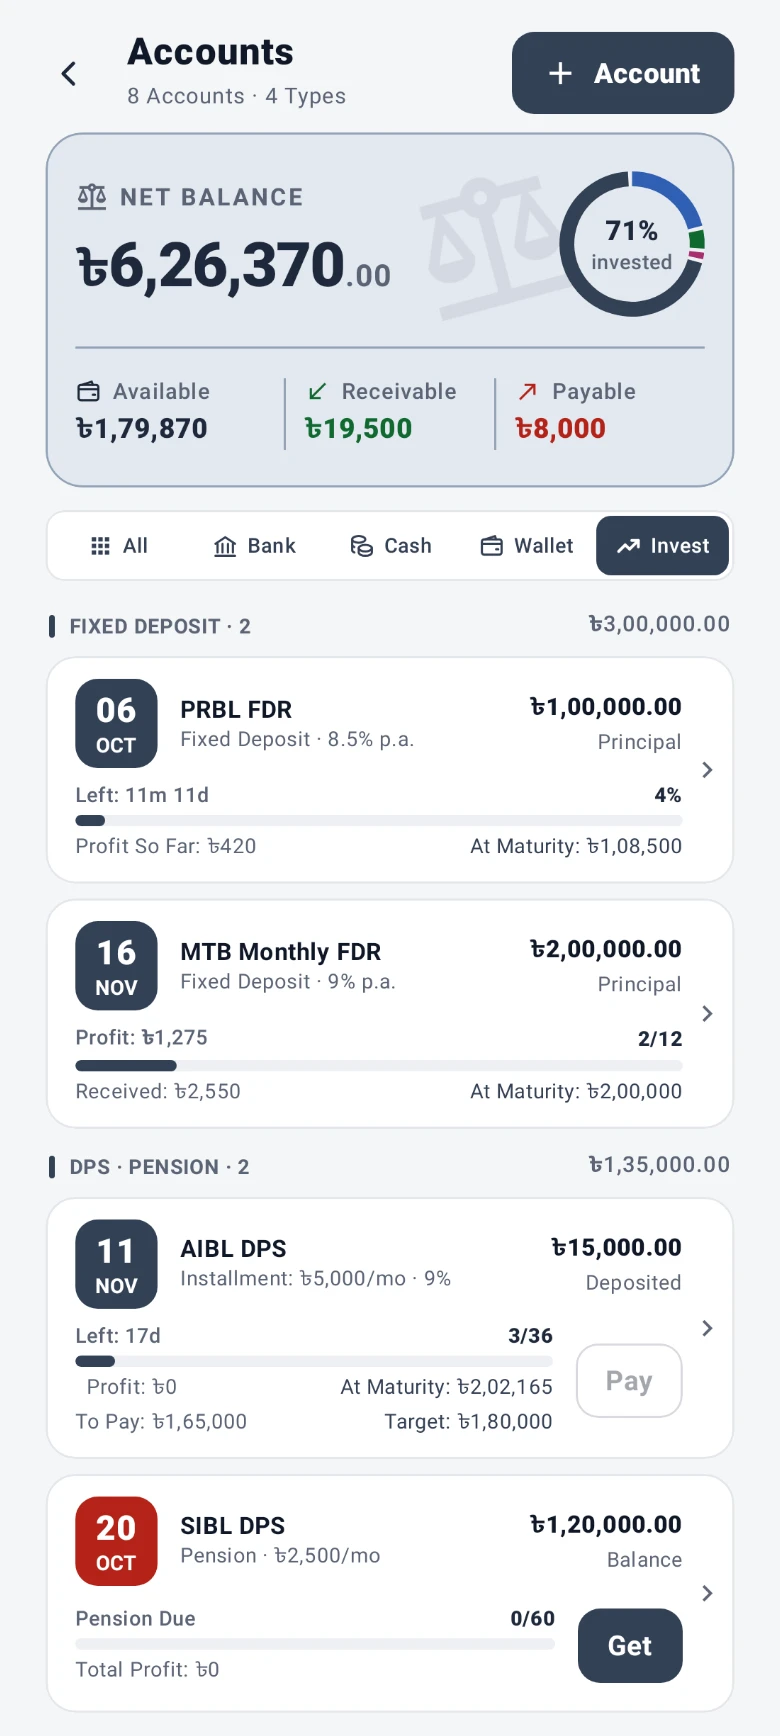 Accounts
8 Accounts · 4 Types
+ Account
NET BALANCE
৳6,26,370.00
71%
invested
Available
৳1,79,870
Receivable
৳19,500
Payable
৳8,000
All
Bank
Cash
Wallet
Invest
FIXED DEPOSIT · 2
৳3,00,000.00
06
OCT
PRBL FDR
Fixed Deposit · 8.5% p.a.
৳1,00,000.00
Principal
Left: 11m 11d
4%
Profit So Far: ৳420
At Maturity: ৳1,08,500
16
NOV
MTB Monthly FDR
Fixed Deposit · 9% p.a.
৳2,00,000.00
Principal
Profit: ৳1,275
2/12
Received: ৳2,550
At Maturity: ৳2,00,000
DPS · PENSION · 2
৳1,35,000.00
11
NOV
AIBL DPS
Installment: ৳5,000/mo · 9%
৳15,000.00
Deposited
Left: 17d
3/36
Profit: ৳0
At Maturity: ৳2,02,165
Pay
To Pay: ৳1,65,000
Target: ৳1,80,000
20
OCT
SIBL DPS
Pension · ৳2,500/mo
৳1,20,000.00
Balance
Pension Due
0/60
Get
Total Profit: ৳0